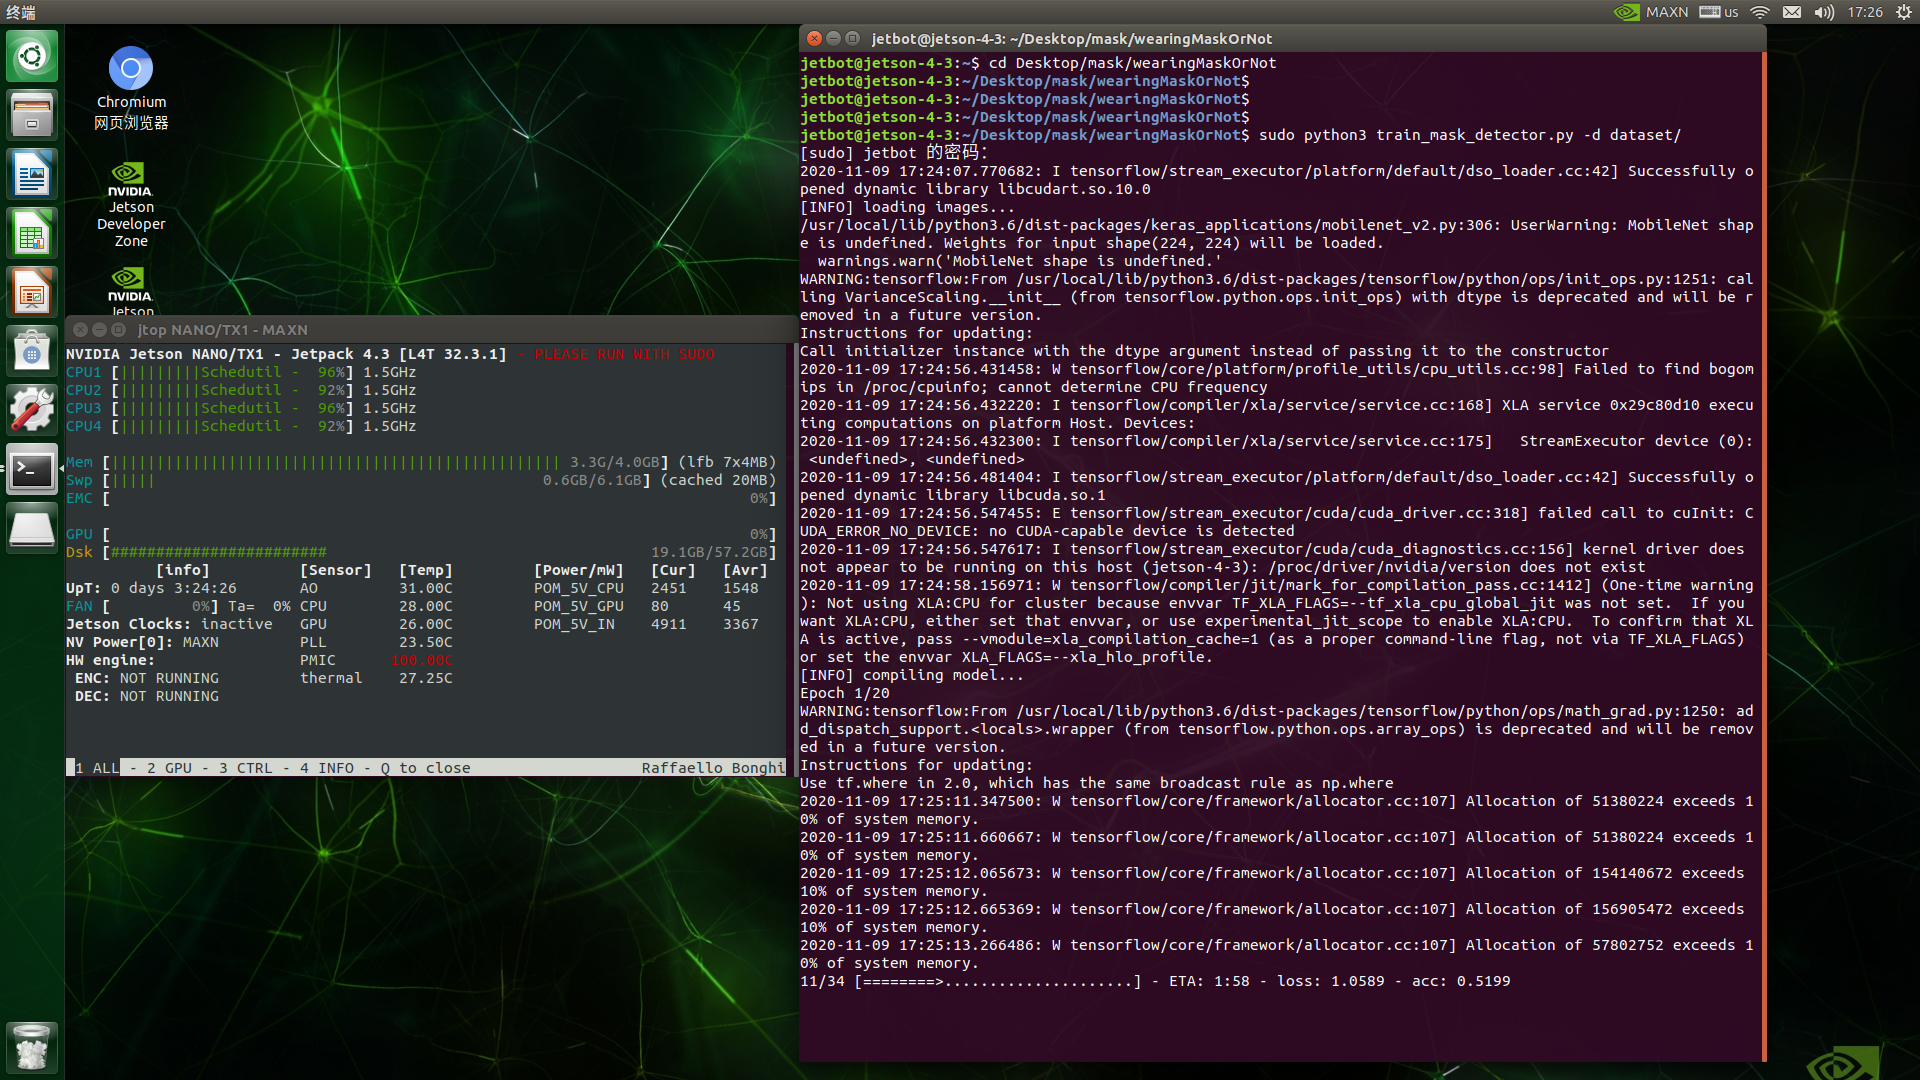 终端
MAXN
us
17:26
Chromium
网页浏览器
NVIDIA.
Jetson
Developer
Zone
NVIDIA.
Jetson
jtop NANO/TX1 - MAXN
NVIDIA Jetson NANO/TX1 - Jetpack 4.3 [L4T 32.3.1] - PLEASE RUN WITH SUDO
CPU1 [|||||||||Schedutil -  96%] 1.5GHz
CPU2 [|||||||||Schedutil -  92%] 1.5GHz
CPU3 [|||||||||Schedutil -  96%] 1.5GHz
CPU4 [|||||||||Schedutil -  92%] 1.5GHz
Mem [|||||||||||||||||||||||||||||||||||||||||||||||||| 3.3G/4.0GB] (lfb 7x4MB)
Swp [||||| 0.6GB/6.1GB] (cached 20MB)
EMC [ 0%]
GPU [ 0%]
Dsk [######################## 19.1GB/57.2GB]
[info] [Sensor] [Temp] [Power/mW] [Cur] [Avr]
UpT: 0 days 3:24:26 AO 31.00C POM_5V_CPU 2451 1548
FAN [ 0%] Ta= 0% CPU 28.00C POM_5V_GPU 80 45
Jetson Clocks: inactive GPU 26.00C POM_5V_IN 4911 3367
NV Power[0]: MAXN PLL 23.50C
HW engine: PMIC 100.00C
ENC: NOT RUNNING thermal 27.25C
DEC: NOT RUNNING
1 ALL - 2 GPU - 3 CTRL - 4 INFO - Q to close Raffaello Bonghi
jetbot@jetson-4-3: ~/Desktop/mask/wearingMaskOrNot
jetbot@jetson-4-3:~$ cd Desktop/mask/wearingMaskOrNot
jetbot@jetson-4-3:~/Desktop/mask/wearingMaskOrNot$
jetbot@jetson-4-3:~/Desktop/mask/wearingMaskOrNot$
jetbot@jetson-4-3:~/Desktop/mask/wearingMaskOrNot$
jetbot@jetson-4-3:~/Desktop/mask/wearingMaskOrNot$ sudo python3 train_mask_detector.py -d dataset/
[sudo] jetbot 的密码：
2020-11-09 17:24:07.770682: I tensorflow/stream_executor/platform/default/dso_loader.cc:42] Successfully o
pened dynamic library libcudart.so.10.0
[INFO] loading images...
/usr/local/lib/python3.6/dist-packages/keras_applications/mobilenet_v2.py:306: UserWarning: MobileNet shap
e is undefined. Weights for input shape(224, 224) will be loaded.
  warnings.warn('MobileNet shape is undefined.'
WARNING:tensorflow:From /usr/local/lib/python3.6/dist-packages/tensorflow/python/ops/init_ops.py:1251: cal
ling VarianceScaling.__init__ (from tensorflow.python.ops.init_ops) with dtype is deprecated and will be r
emoved in a future version.
Instructions for updating:
Call initializer instance with the dtype argument instead of passing it to the constructor
2020-11-09 17:24:56.431458: W tensorflow/core/platform/profile_utils/cpu_utils.cc:98] Failed to find bogom
ips in /proc/cpuinfo; cannot determine CPU frequency
2020-11-09 17:24:56.432220: I tensorflow/compiler/xla/service/service.cc:168] XLA service 0x29c80d10 execu
ting computations on platform Host. Devices:
2020-11-09 17:24:56.432300: I tensorflow/compiler/xla/service/service.cc:175]   StreamExecutor device (0):
 <undefined>, <undefined>
2020-11-09 17:24:56.481404: I tensorflow/stream_executor/platform/default/dso_loader.cc:42] Successfully o
pened dynamic library libcuda.so.1
2020-11-09 17:24:56.547455: E tensorflow/stream_executor/cuda/cuda_driver.cc:318] failed call to cuInit: C
UDA_ERROR_NO_DEVICE: no CUDA-capable device is detected
2020-11-09 17:24:56.547617: I tensorflow/stream_executor/cuda/cuda_diagnostics.cc:156] kernel driver does
not appear to be running on this host (jetson-4-3): /proc/driver/nvidia/version does not exist
2020-11-09 17:24:58.156971: W tensorflow/compiler/jit/mark_for_compilation_pass.cc:1412] (One-time warning
): Not using XLA:CPU for cluster because envvar TF_XLA_FLAGS=--tf_xla_cpu_global_jit was not set.  If you
want XLA:CPU, either set that envvar, or use experimental_jit_scope to enable XLA:CPU.  To confirm that XL
A is active, pass --vmodule=xla_compilation_cache=1 (as a proper command-line flag, not via TF_XLA_FLAGS)
or set the envvar XLA_FLAGS=--xla_hlo_profile.
[INFO] compiling model...
Epoch 1/20
WARNING:tensorflow:From /usr/local/lib/python3.6/dist-packages/tensorflow/python/ops/math_grad.py:1250: ad
d_dispatch_support.<locals>.wrapper (from tensorflow.python.ops.array_ops) is deprecated and will be remov
ed in a future version.
Instructions for updating:
Use tf.where in 2.0, which has the same broadcast rule as np.where
2020-11-09 17:25:11.347500: W tensorflow/core/framework/allocator.cc:107] Allocation of 51380224 exceeds 1
0% of system memory.
2020-11-09 17:25:11.660667: W tensorflow/core/framework/allocator.cc:107] Allocation of 51380224 exceeds 1
0% of system memory.
2020-11-09 17:25:12.065673: W tensorflow/core/framework/allocator.cc:107] Allocation of 154140672 exceeds
10% of system memory.
2020-11-09 17:25:12.665369: W tensorflow/core/framework/allocator.cc:107] Allocation of 156905472 exceeds
10% of system memory.
2020-11-09 17:25:13.266486: W tensorflow/core/framework/allocator.cc:107] Allocation of 57802752 exceeds 1
0% of system memory.
11/34 [========>.....................] - ETA: 1:58 - loss: 1.0589 - acc: 0.5199